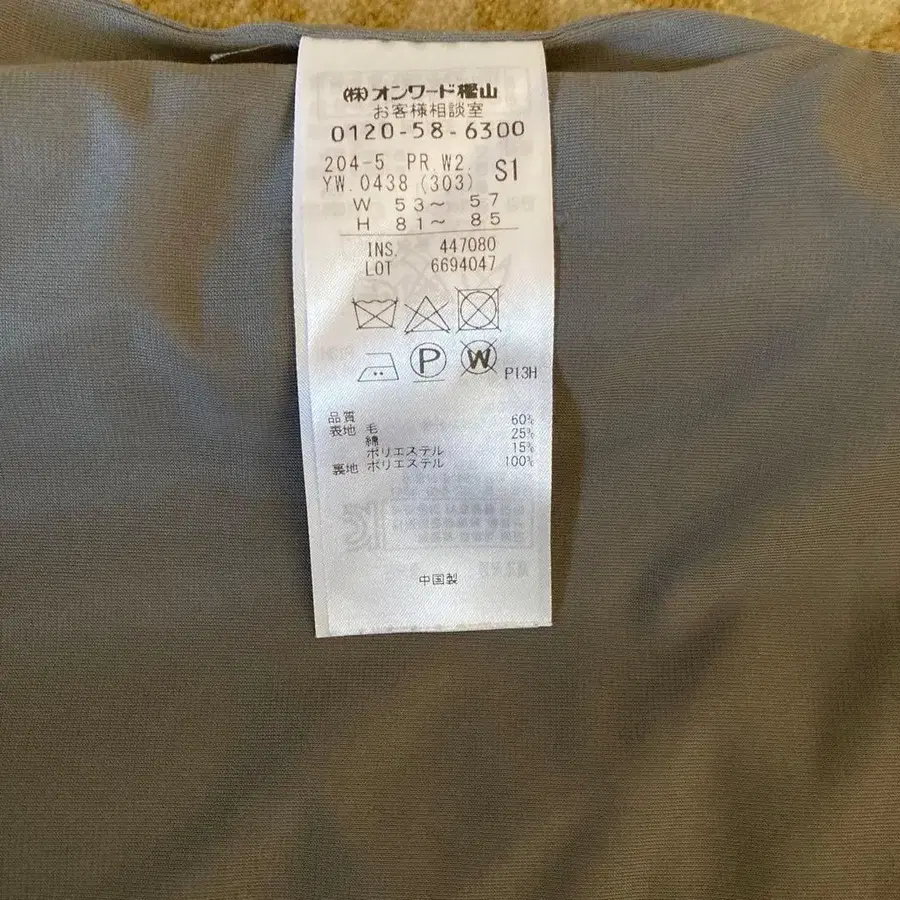 (株)オンワード樫山
お客様相談室
0120-58-6300
204-5 PR.W2. S1
YW.0438 (303)
W 53～ 57
H 81～ 85
INS. 447080
LOT 6694047
P
W
P13H
品質
表地 毛 60%
綿 25%
ポリエステル 15%
裏地 ポリエステル 100%
中国製